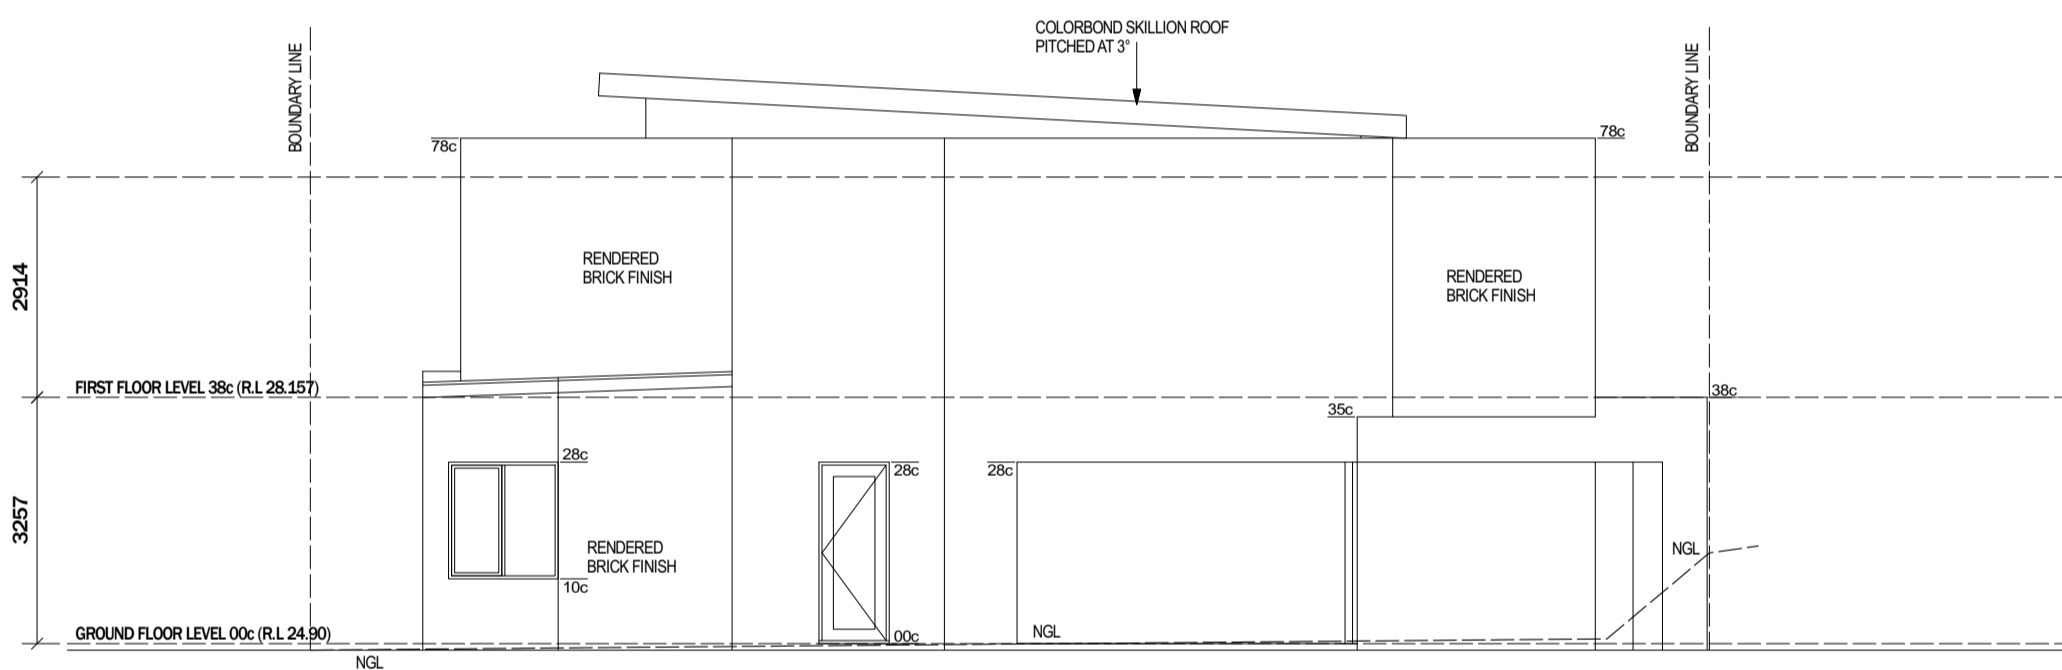 COLORBOND SKILLION ROOF
PITCHED AT 3°
BOUNDARY LINE
BOUNDARY LINE
78c
78c
2914
RENDERED
BRICK FINISH
RENDERED
BRICK FINISH
FIRST FLOOR LEVEL 38c (R.L 28.157)
38c
35c
28c
28c
28c
3257
RENDERED
BRICK FINISH
NGL
10c
GROUND FLOOR LEVEL 00c (R.L 24.90)
00c
NGL
NGL